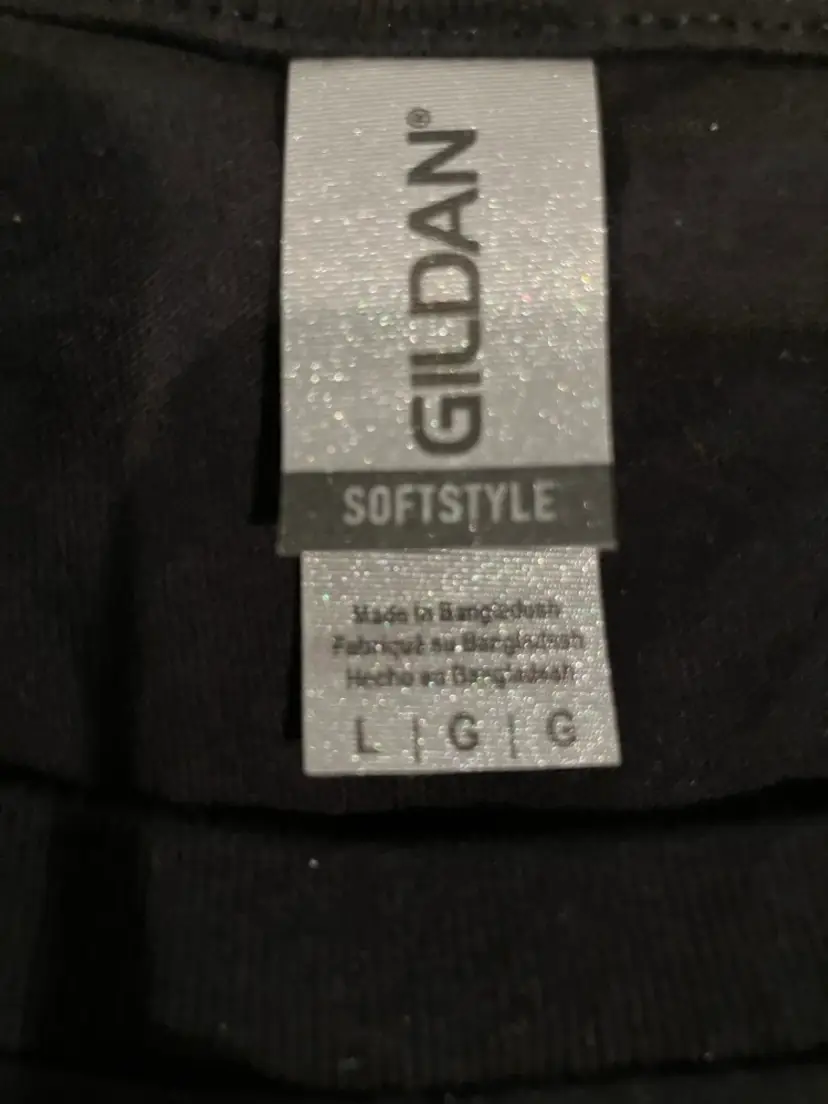 GILDAN®
SOFTSTYLE
Made in Bangladesh
Fabriqué au Bangladesh
Hecho en Bangladesh
L | G | G